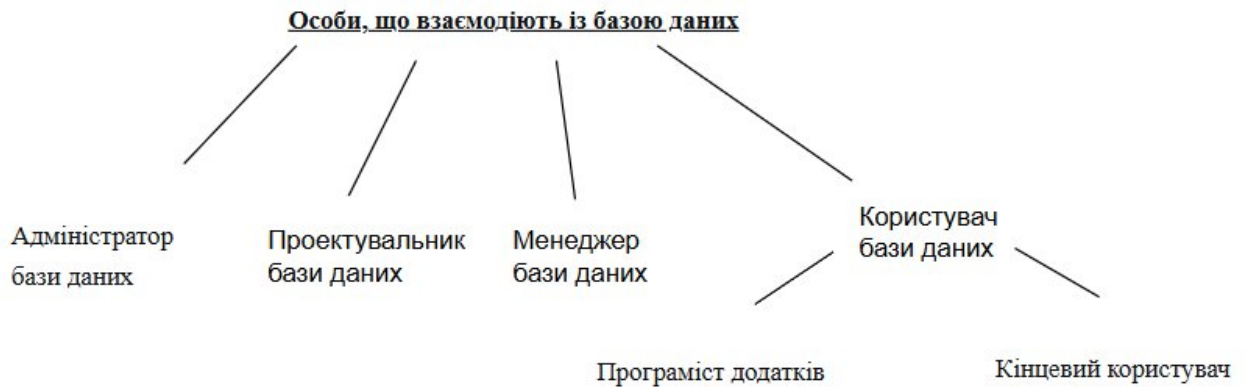 Особи, що взаємодіють із базою даних
Адміністратор
бази даних
Проектувальник
бази даних
Менеджер
бази даних
Користувач
бази даних
Програміст додатків
Кінцевий користувач